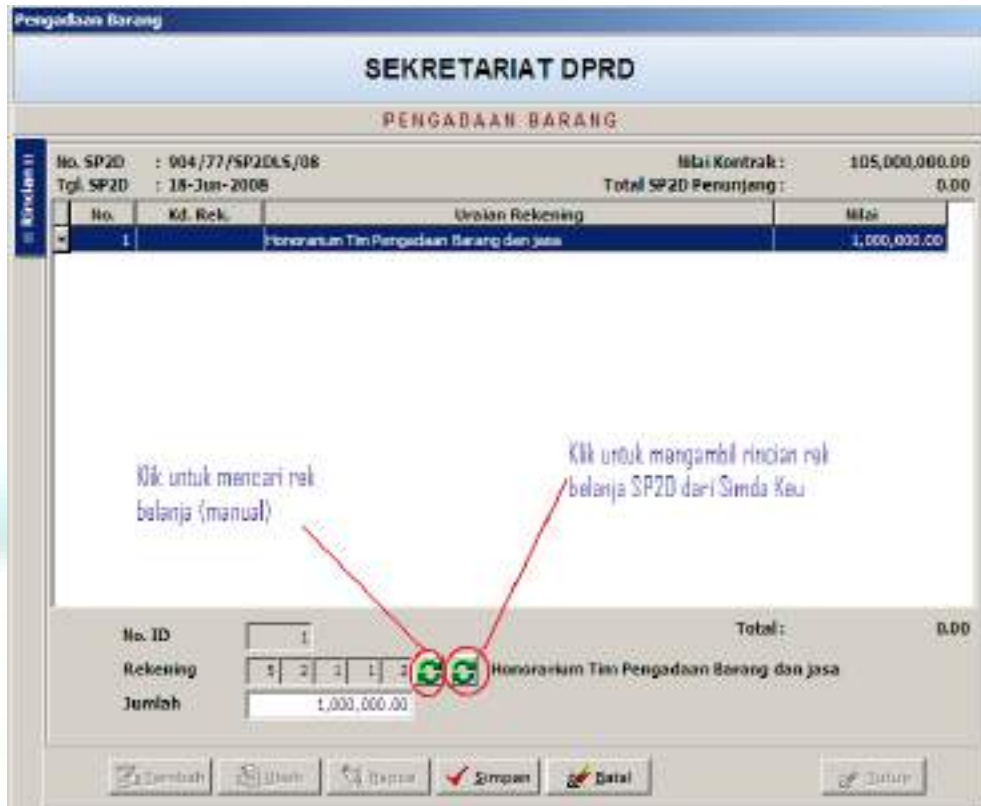 Pengadaan Barang
SEKRETARIAT DPRD
PENGADAAN BARANG
Rincian II
No. SP2D : 904/77/SP2DLS/08 Nilai Kontrak : 105,000,000.00
Tgl. SP2D : 18-Jun-2008 Total SP2D Penunjang : 0.00
No. Kd. Rek. Uraian Rekening Nilai
1 Honorarium Tim Pengadaan Barang dan jasa 1,000,000.00
Klik untuk mencari rek
belanja (manual)
Klik untuk mengambil rincian rek
belanja SP2D dari Simda Keu
No. ID 1 Total : 0.00
Rekening 5 2 1 1 Honorarium Tim Pengadaan Barang dan jasa
Jumlah 1,000,000.00
Tambah Ubah Hapus Simpan Batal Tutup